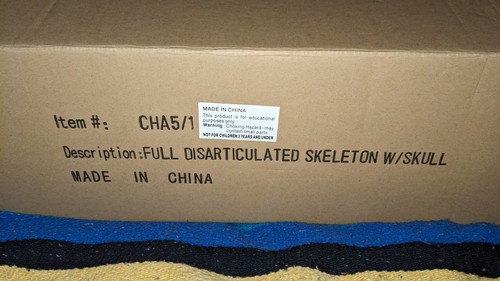 MADE IN CHINA
This product is for educational
purposes only.
Warning: Choking Hazard-may
contain small parts.
NOT FOR CHILDREN 3 YEARS AND UNDER
Item #: CHA5/1
Description:FULL DISARTICULATED SKELETON W/SKULL
MADE IN CHINA